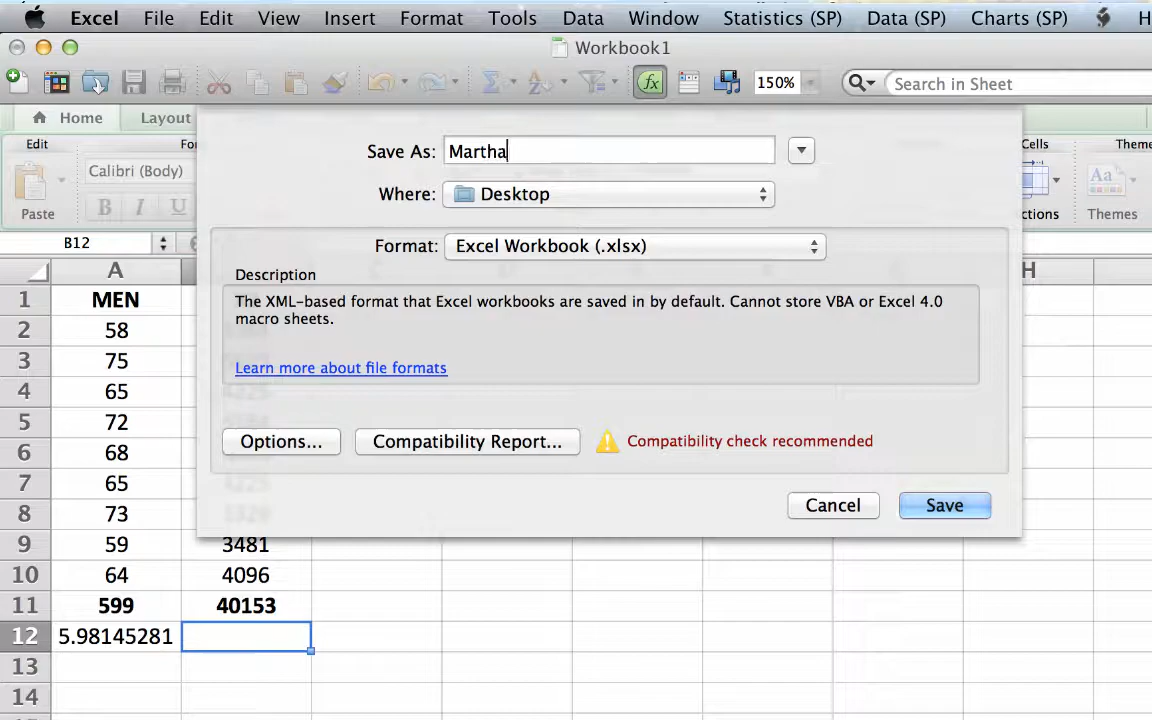 Excel File Edit View Insert Format Tools Data Window Statistics (SP) Data (SP) Charts (SP) H
Workbook1
fx 150% Search in Sheet
Home Layout
Edit Fo Cells Theme
Calibri (Body) Aa
Paste B I U ctions Themes
Save As: Martha
Where: Desktop
Format: Excel Workbook (.xlsx)
Description
The XML-based format that Excel workbooks are saved in by default. Cannot store VBA or Excel 4.0
macro sheets.
Learn more about file formats
Options... Compatibility Report... Compatibility check recommended
Cancel Save
B12
A H
1 MEN
2 58
3 75
4 65
5 72
6 68
7 65
8 73
9 59 3481
10 64 4096
11 599 40153
12 5.98145281
13
14